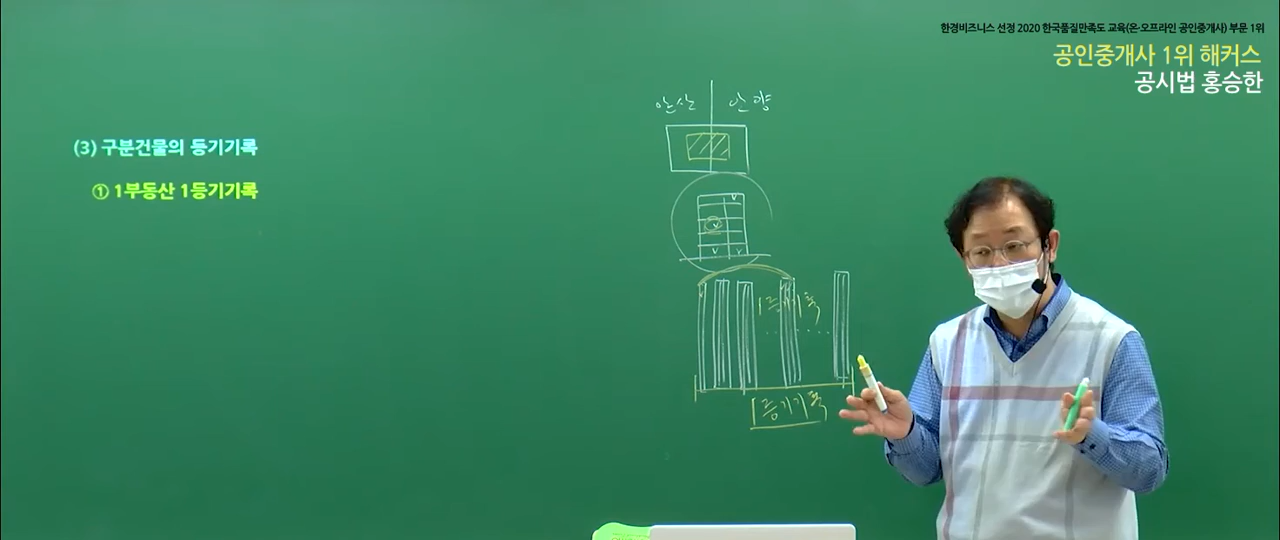 한경비즈니스 선정 2020 한국품질만족도 교육(온·오프라인 공인중개사) 부문 1위
공인중개사 1위 해커스
공시법 홍승한
(3) 구분건물의 등기기록
① 1부동산 1등기기록
안산 안양
1등기기록
1등기기록